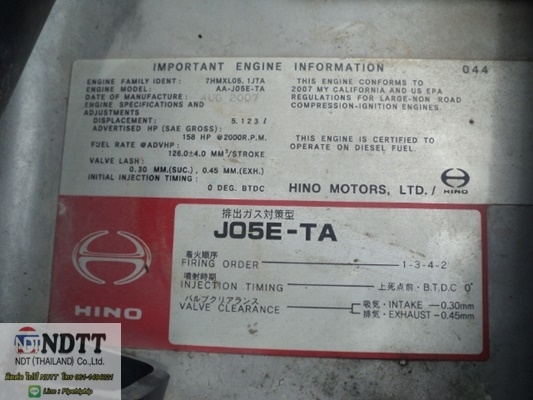 IMPORTANT ENGINE INFORMATION 044
ENGINE FAMILY IDENT: 7HMXL05.1JTA
ENGINE MODEL: AA-J05E-TA
DATE OF MANUFACTURE: AUG 2007
ENGINE SPECIFICATIONS AND
ADJUSTMENTS
DISPLACEMENT: 5.123ℓ
ADVERTISED HP (SAE GROSS):
158 HP @2000R.P.M.
FUEL RATE @ADVHP:
126.0±4.0 MM³/STROKE
VALVE LASH:
0.30 MM.(SUC.), 0.45 MM.(EXH.)
INITIAL INJECTION TIMING:
0 DEG. BTDC
THIS ENGINE CONFORMS TO
2007 MY CALIFORNIA AND US EPA
REGULATIONS FOR LARGE-NON ROAD
COMPRESSION-IGNITION ENGINES.
THIS ENGINE IS CERTIFIED TO
OPERATE ON DIESEL FUEL.
HINO MOTORS, LTD./
HINO
排出ガス対策型
J05E-TA
着火順序
FIRING ORDER 1-3-4-2
噴射時期
INJECTION TIMING 上死点前・B.T.D.C 0°
バルブクリアランス
VALVE CLEARANCE
吸気・INTAKE 0.30mm
排気・EXHAUST 0.45mm
HINO
NDT NDTT
NDT (THAILAND) Co.,Ltd.